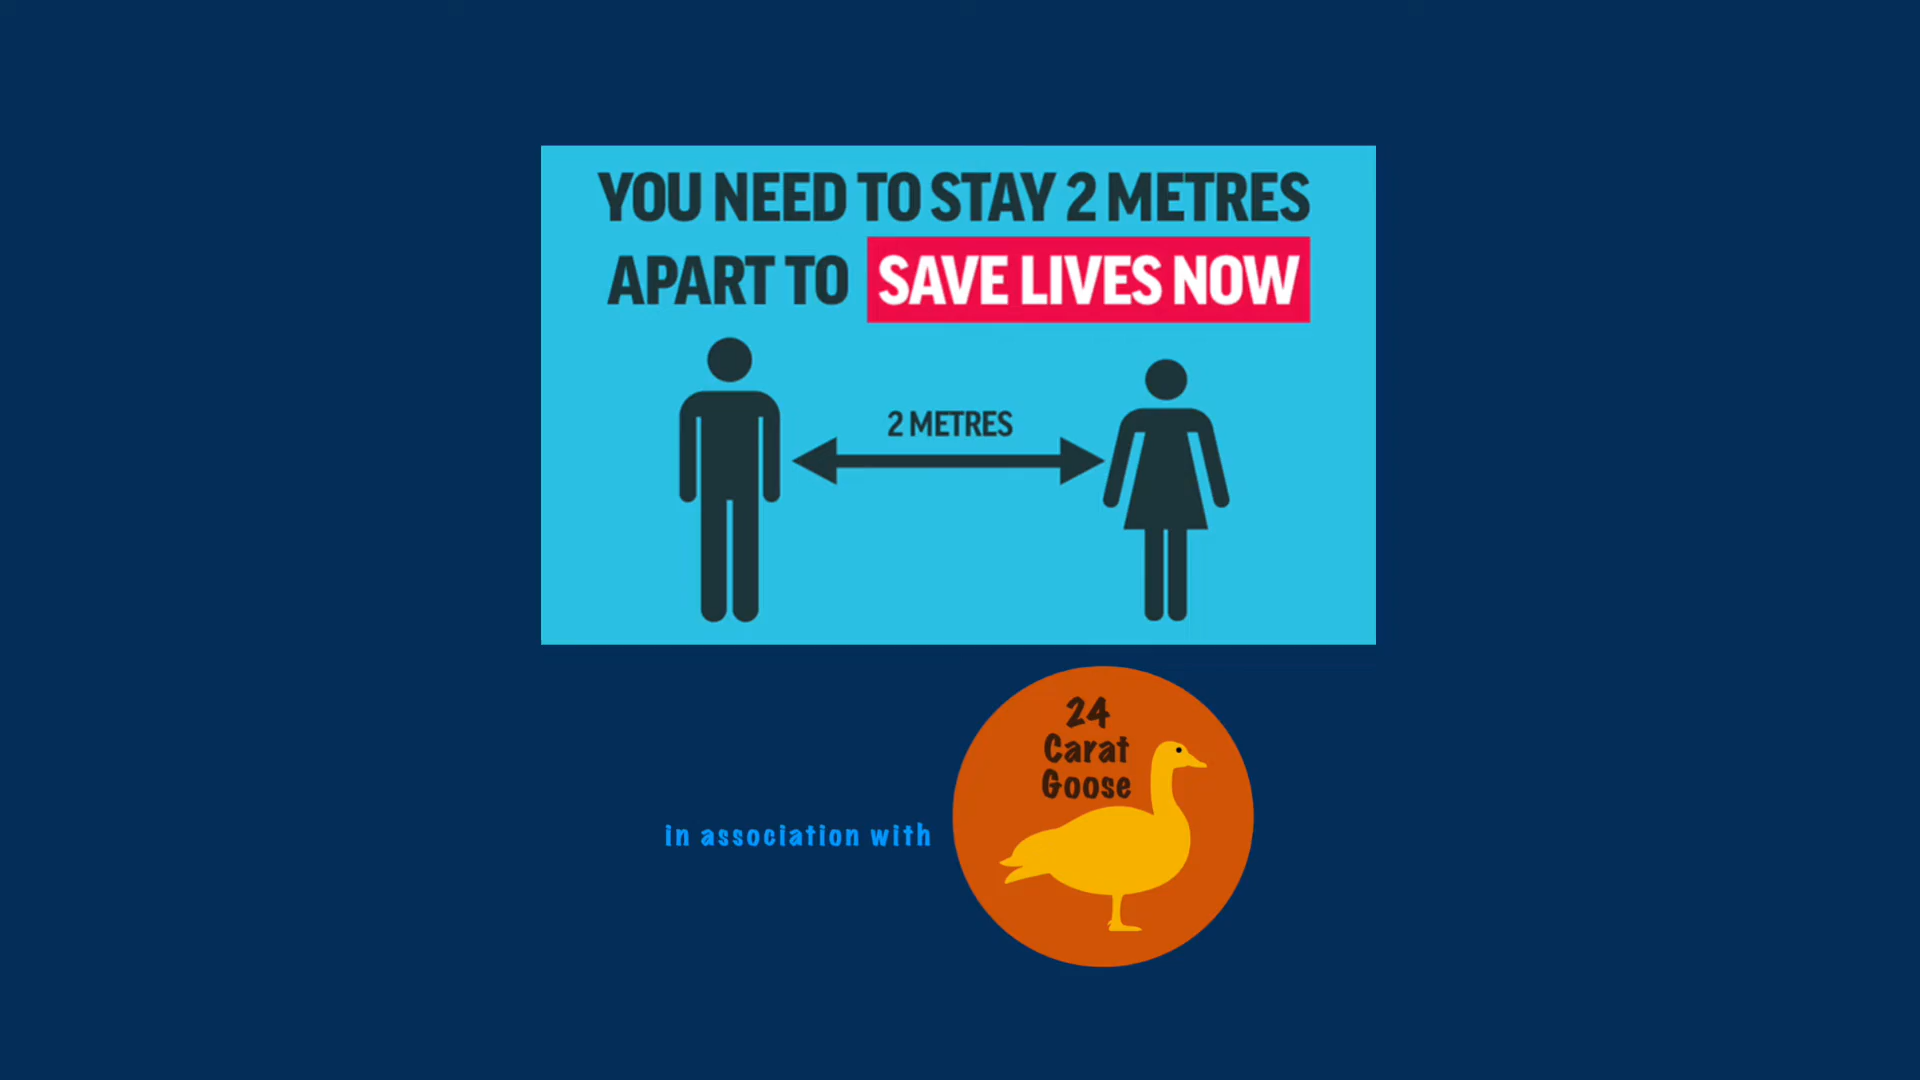 YOU NEED TO STAY 2 METRES
APART TO SAVE LIVES NOW
2 METRES
24
Carat
Goose
in association with